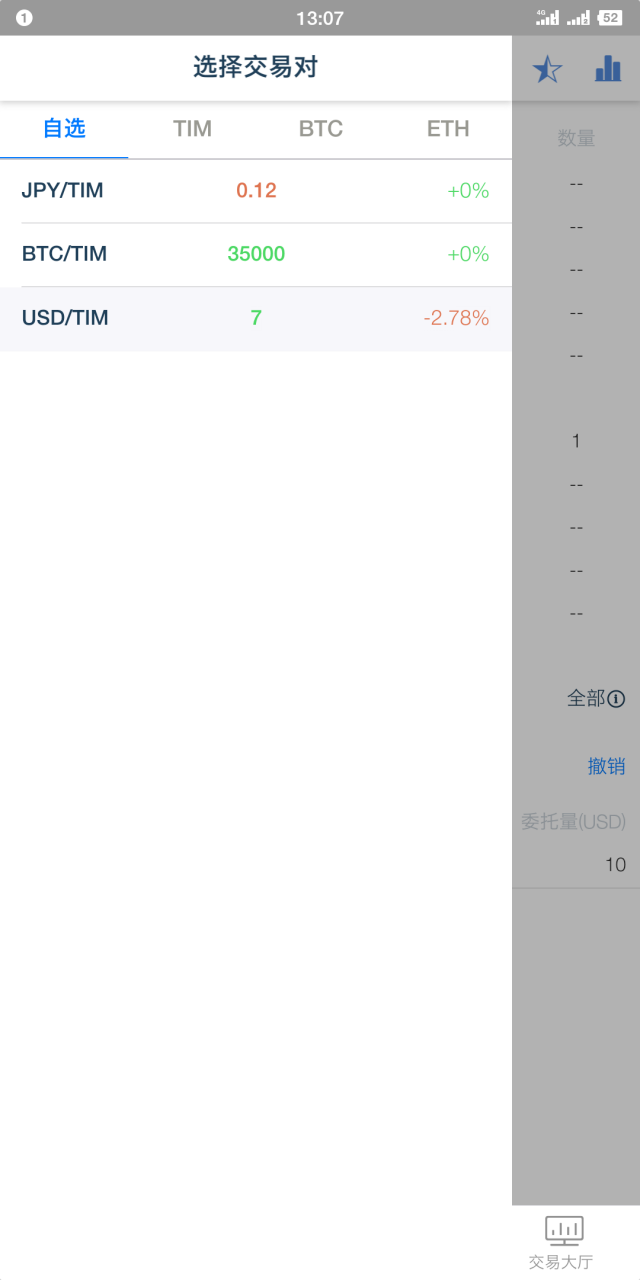 1
13:07
4G 1 2 52
选择交易对
自选 TIM BTC ETH
JPY/TIM 0.12 +0%
BTC/TIM 35000 +0%
USD/TIM 7 -2.78%
数量
--
--
--
--
--
1
--
--
--
--
全部
撤销
委托量(USD)
10
交易大厅